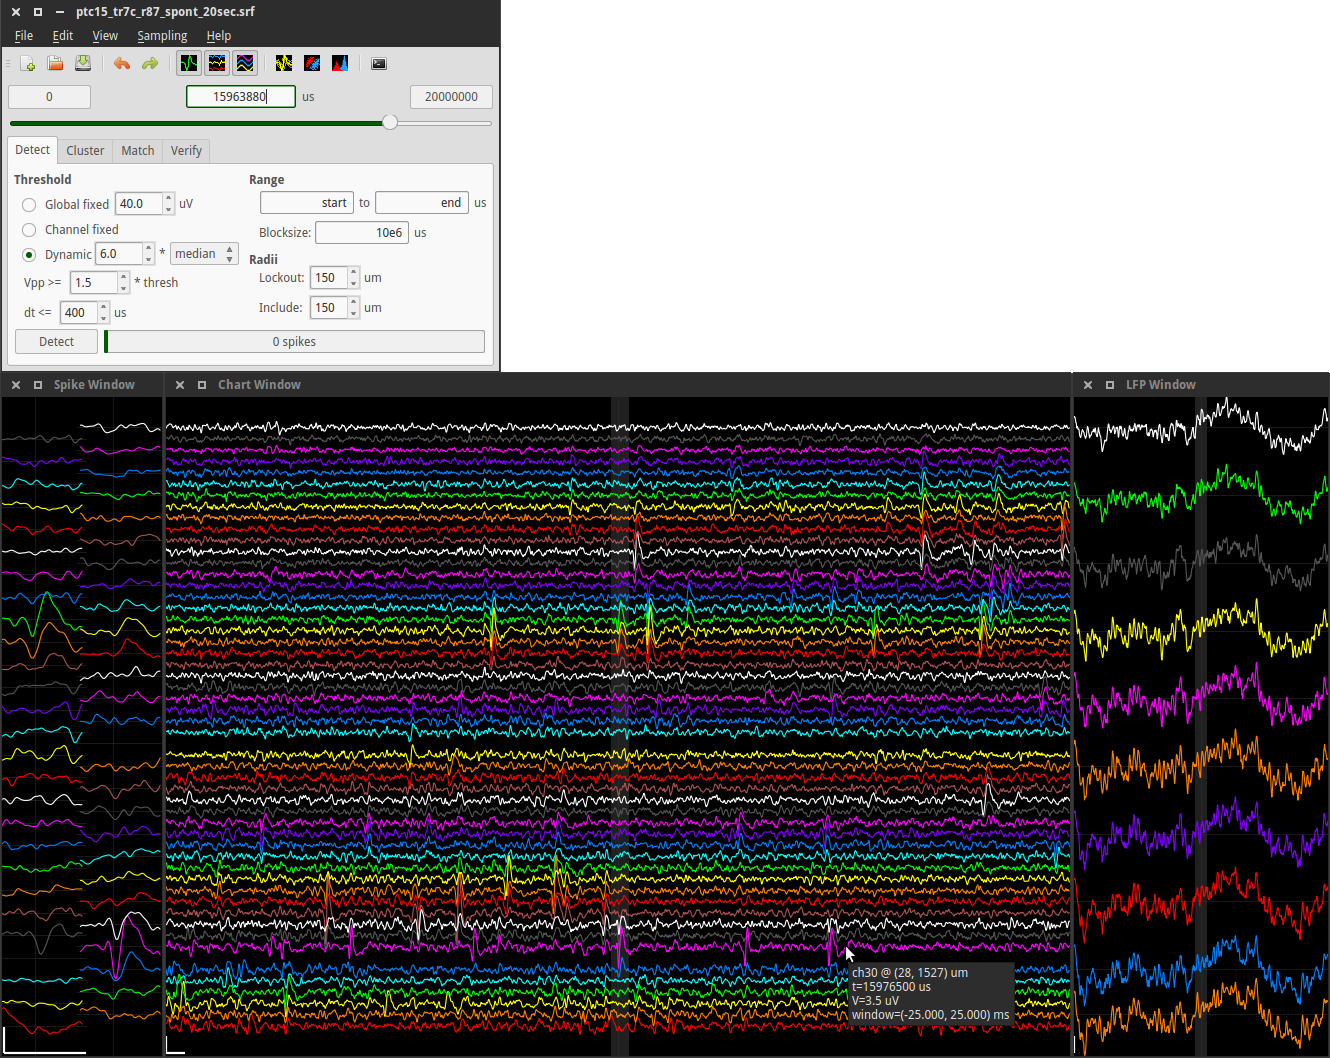 ptc15_tr7c_r87_spont_20sec.srf
File Edit View Sampling Help
0 15963880 us 20000000
Detect Cluster Match Verify
Threshold
Global fixed 40.0 uV
Channel fixed
Dynamic 6.0 * median
Vpp >= 1.5 * thresh
dt <= 400 us
Range
start to end us
Blocksize: 10e6 us
Radii
Lockout: 150 um
Include: 150 um
Detect 0 spikes
Spike Window
Chart Window
LFP Window
ch30 @ (28, 1527) um
t=15976500 us
V=3.5 uV
window=(-25.000, 25.000) ms